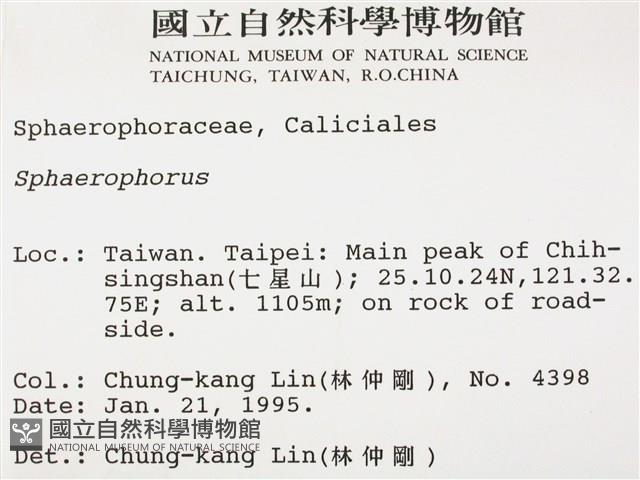 國立自然科學博物館
NATIONAL MUSEUM OF NATURAL SCIENCE
TAICHUNG, TAIWAN, R.O.CHINA
Sphaerophoraceae, Caliciales
Sphaerophorus
Loc.: Taiwan. Taipei: Main peak of Chih-
singshan(七星山); 25.10.24N,121.32.
75E; alt. 1105m; on rock of road-
side.
Col.: Chung-kang Lin(林仲剛), No. 4398
Date: Jan. 21, 1995.
國立自然科學博物館
NATIONAL MUSEUM OF NATURAL SCIENCE
Det.: Chung-kang Lin(林仲剛)